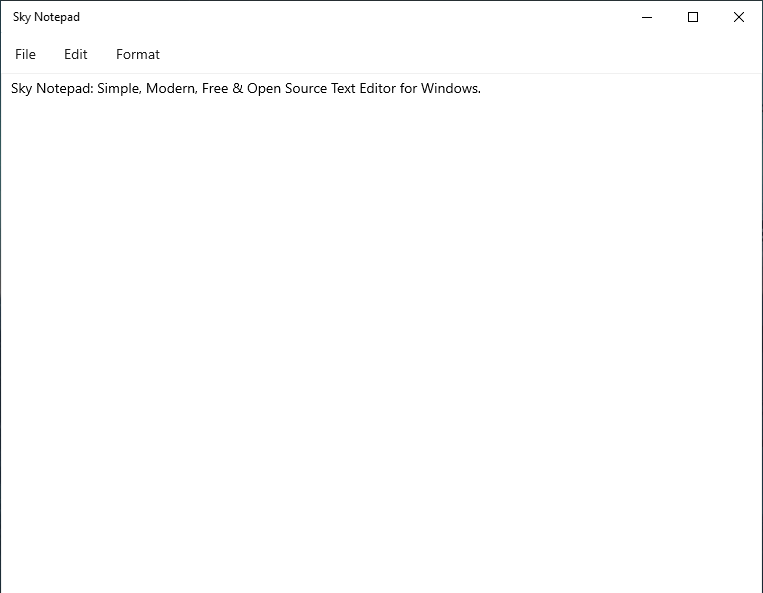 Sky Notepad
File Edit Format
Sky Notepad: Simple, Modern, Free & Open Source Text Editor for Windows.